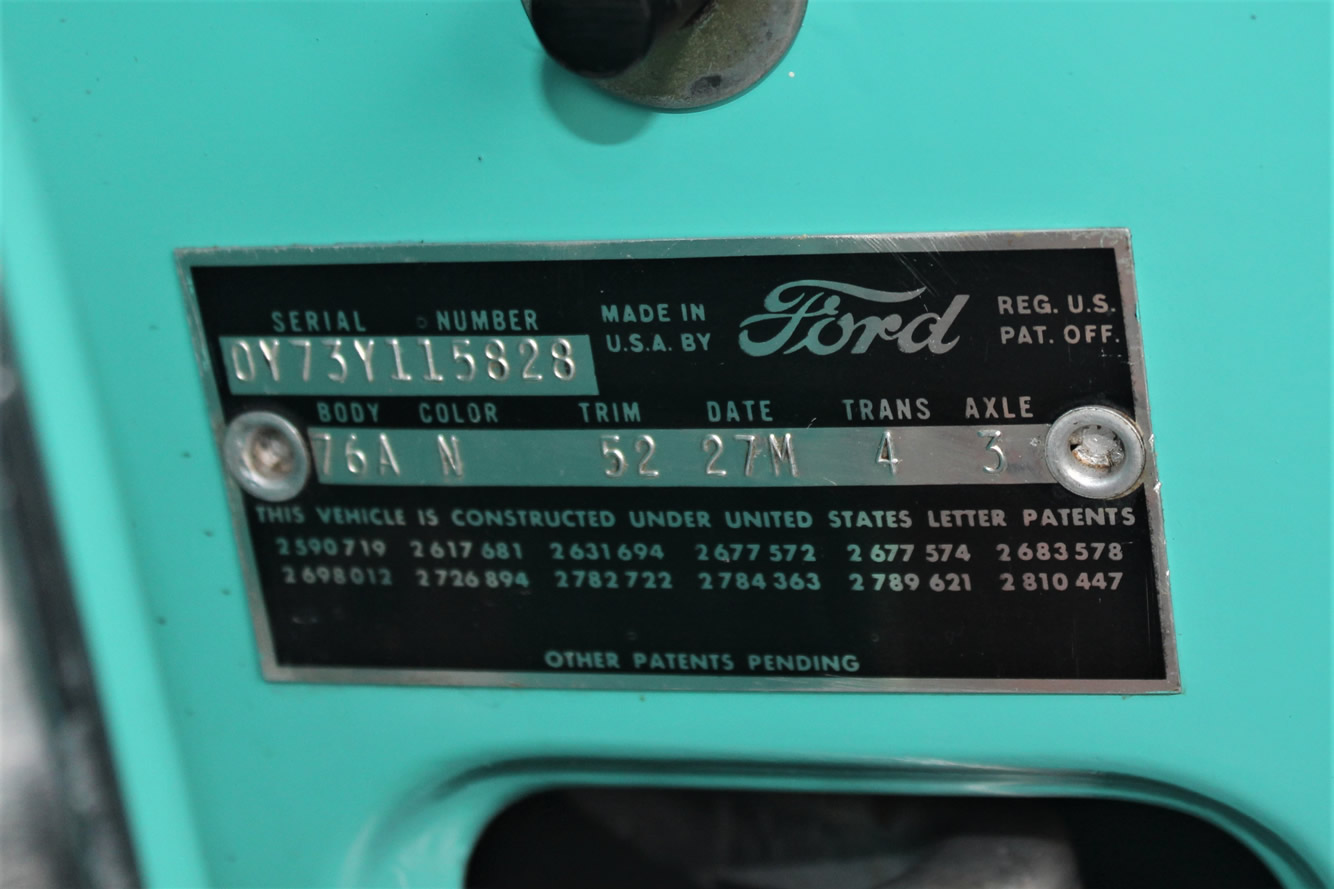 SERIAL NUMBER
0Y73Y115828
MADE IN
U.S.A. BY
Ford
REG. U.S.
PAT. OFF.
BODY COLOR TRIM DATE TRANS AXLE
76A N 52 27M 4 3
THIS VEHICLE IS CONSTRUCTED UNDER UNITED STATES LETTER PATENTS
2590719 2617681 2631694 2677572 2677574 2683578
2698012 2726894 2782722 2784363 2789621 2810447
OTHER PATENTS PENDING